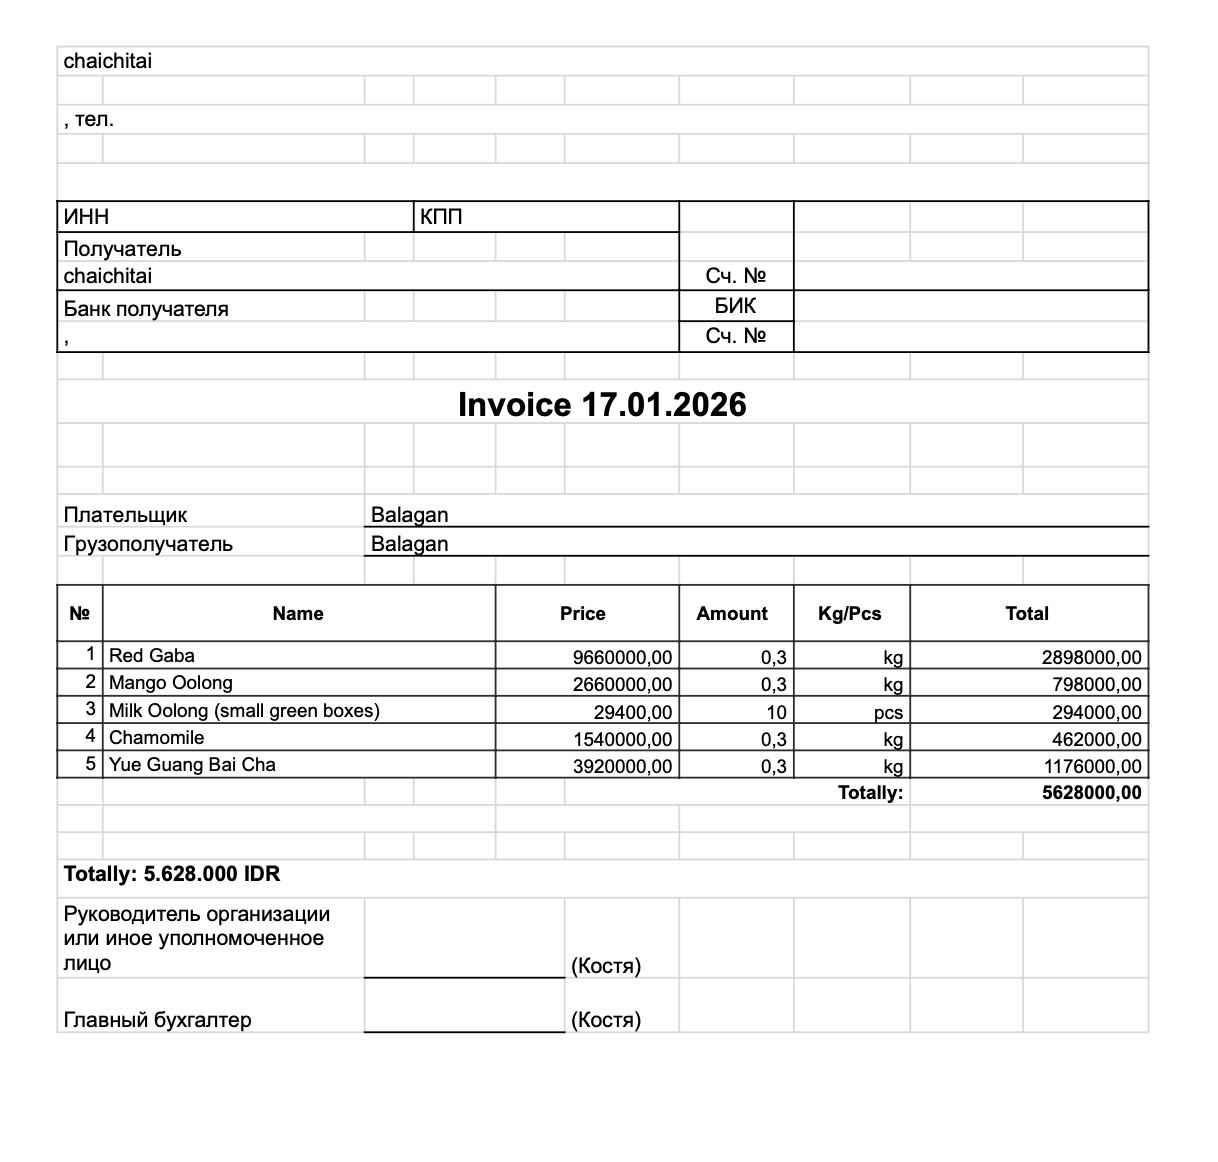 chaichitai
, тел.
ИНН КПП
Получатель
chaichitai Сч. №
Банк получателя БИК
, Сч. №
Invoice 17.01.2026
Плательщик Balagan
Грузополучатель Balagan
№ Name Price Amount Kg/Pcs Total
1 Red Gaba 9660000,00 0,3 kg 2898000,00
2 Mango Oolong 2660000,00 0,3 kg 798000,00
3 Milk Oolong (small green boxes) 29400,00 10 pcs 294000,00
4 Chamomile 1540000,00 0,3 kg 462000,00
5 Yue Guang Bai Cha 3920000,00 0,3 kg 1176000,00
Totally: 5628000,00
Totally: 5.628.000 IDR
Руководитель организации
или иное уполномоченное
лицо (Костя)
Главный бухгалтер (Костя)